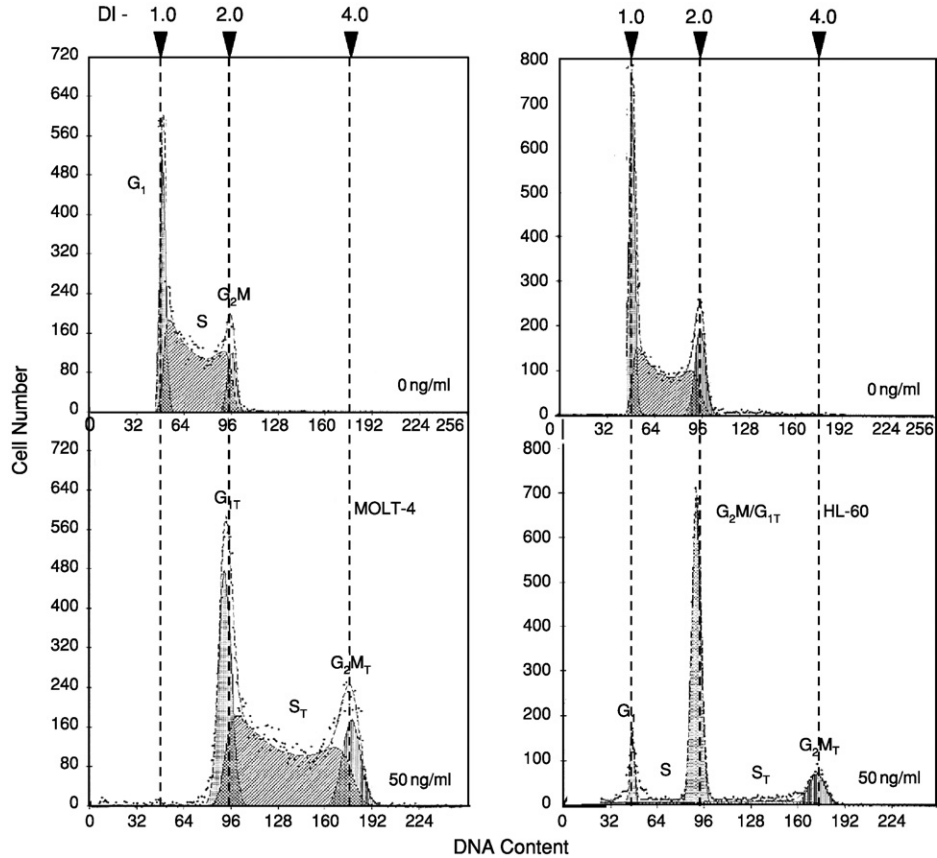 DI - 1.0 2.0 4.0 1.0 2.0 4.0
720
640
560
480
400
320
240
160
80
0
G₁
S
G₂M
0 ng/ml
0 32 64 96 128 160 192 224 256
800
700
600
500
400
300
200
100
0
0 ng/ml
0 32 64 96 128 160 192 224 256
Cell Number
720
640
560
480
400
320
240
160
80
0
G₁T
MOLT-4
G₂MT
ST
50 ng/ml
0 32 64 96 128 160 192 224
800
700
600
500
400
300
200
100
0
G₂M/G₁T
HL-60
G
S
ST
G₂MT
50 ng/ml
0 32 64 96 128 160 192 224
DNA Content